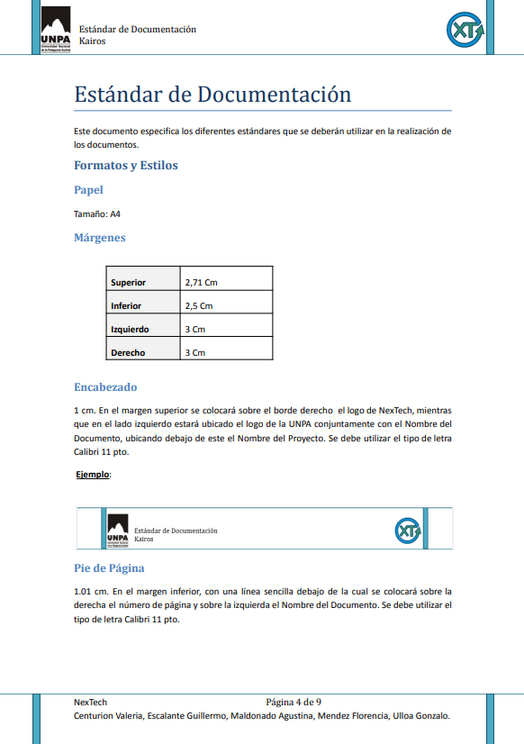 UNPA
Estándar de Documentación
Kairos
XT
Estándar de Documentación
Este documento especifica los diferentes estándares que se deberán utilizar en la realización de
los documentos.
Formatos y Estilos
Papel
Tamaño: A4
Márgenes
Superior 2,71 Cm
Inferior 2,5 Cm
Izquierdo 3 Cm
Derecho 3 Cm
Encabezado
1 cm. En el margen superior se colocará sobre el borde derecho el logo de NexTech, mientras
que en el lado izquierdo estará ubicado el logo de la UNPA conjuntamente con el Nombre del
Documento, ubicando debajo de este el Nombre del Proyecto. Se debe utilizar el tipo de letra
Calibri 11 pto.
Ejemplo:
UNPA
Estándar de Documentación
Kairos
XT
Pie de Página
1.01 cm. En el margen inferior, con una línea sencilla debajo de la cual se colocará sobre la
derecha el número de página y sobre la izquierda el Nombre del Documento. Se debe utilizar el
tipo de letra Calibri 11 pto.
NexTech Página 4 de 9
Centurion Valeria, Escalante Guillermo, Maldonado Agustina, Mendez Florencia, Ulloa Gonzalo.